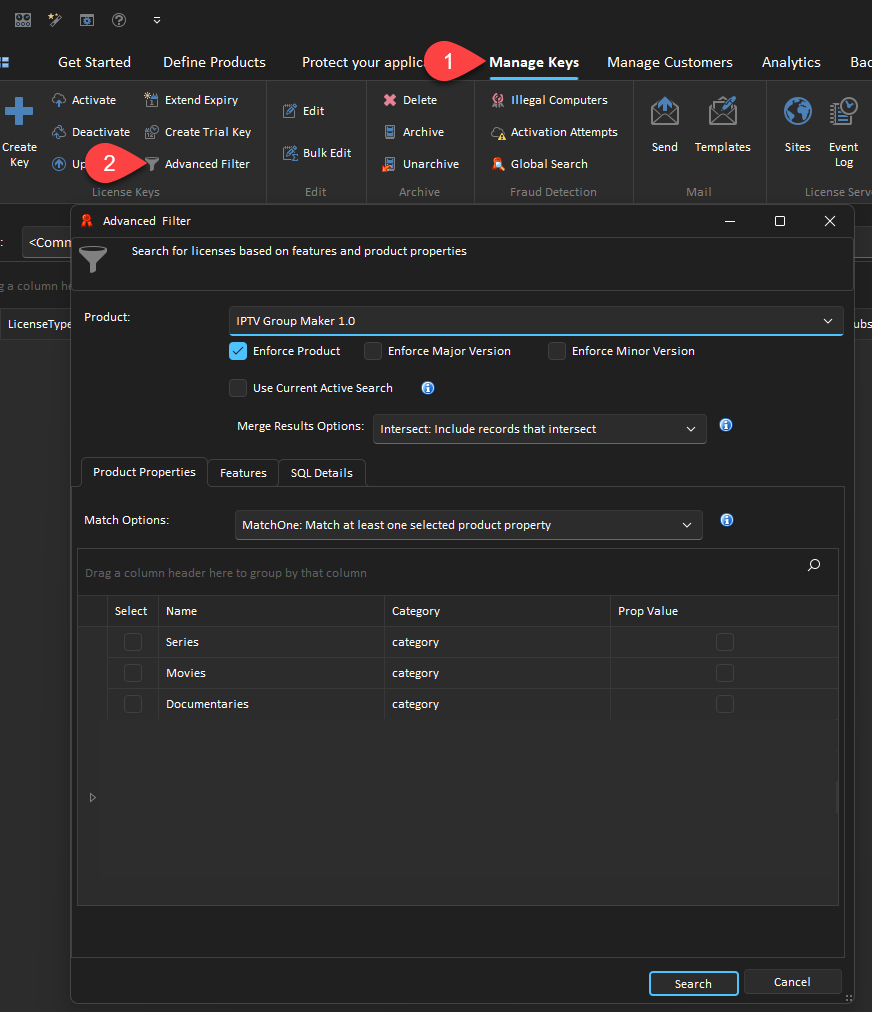 Get Started Define Products Protect your applic 1 Manage Keys Manage Customers Analytics Bac
Activate Extend Expiry Edit Delete Illegal Computers
Create Key Deactivate Create Trial Key Bulk Edit Archive Activation Attempts Send Templates Sites Event Log
Up 2 Advanced Filter Unarchive Global Search
License Keys Edit Archive Fraud Detection Mail License Serv
: <Comm
g a column he
LicenseType ubs
Advanced Filter
Search for licenses based on features and product properties
Product: IPTV Group Maker 1.0
Enforce Product Enforce Major Version Enforce Minor Version
Use Current Active Search
Merge Results Options: Intersect: Include records that intersect
Product Properties Features SQL Details
Match Options: MatchOne: Match at least one selected product property
Drag a column header here to group by that column
Select Name Category Prop Value
Series category
Movies category
Documentaries category
Search Cancel